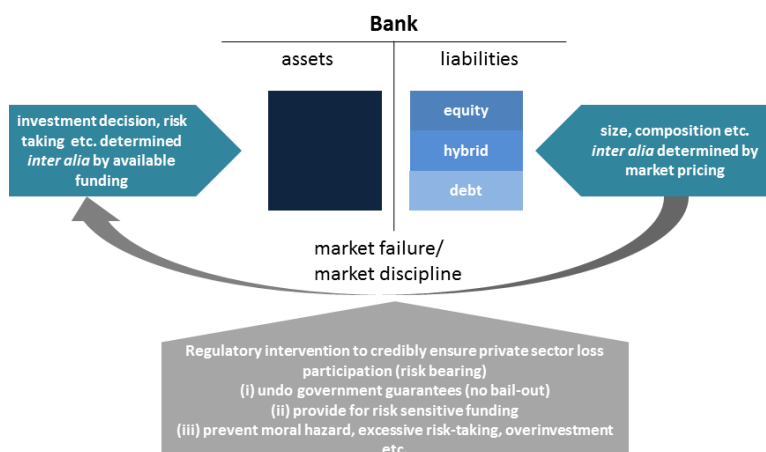 Bank
assets
liabilities
investment decision, risk
taking etc. determined
inter alia by available
funding
equity
hybrid
debt
size, composition etc.
inter alia determined by
market pricing
market failure/
market discipline
Regulatory intervention to credibly ensure private sector loss
participation (risk bearing)
(i) undo government guarantees (no bail-out)
(ii) provide for risk sensitive funding
(iii) prevent moral hazard, excessive risk-taking, overinvestment
etc